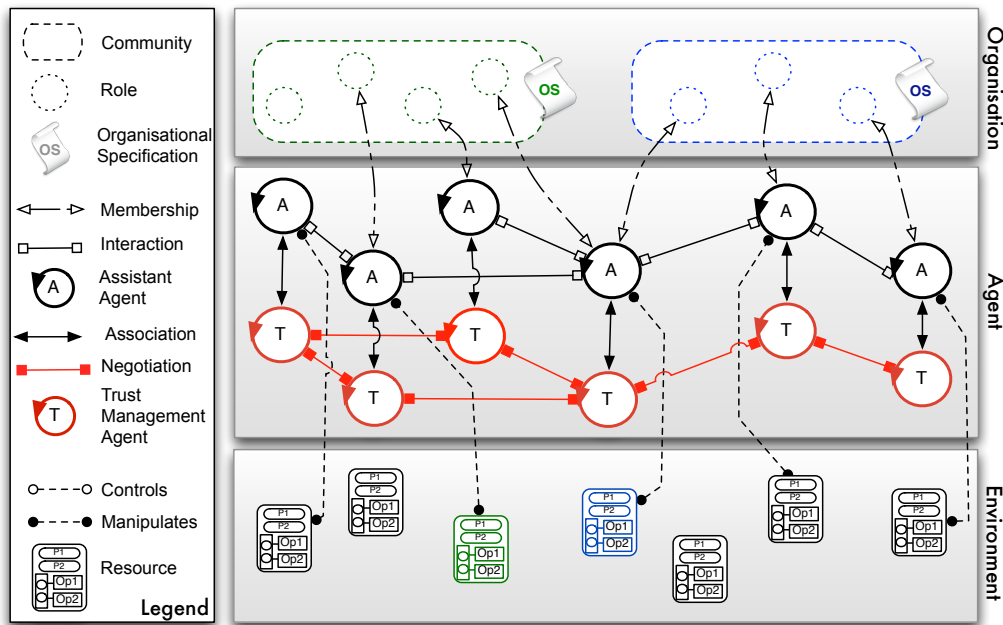 Community
Role
OS
Organisational
Specification
Membership
Interaction
A
Assistant
Agent
Association
Negotiation
T
Trust
Management
Agent
Controls
Manipulates
P1
P2
Op1
Op2
Resource
Legend
OS
OS
Organisation
A
A
A
A
A
A
T
T
T
T
T
T
Agent
P1
P2
Op1
Op2
P1
P2
Op1
Op2
P1
P2
Op1
Op2
P1
P2
Op1
Op2
P1
P2
Op1
Op2
P1
P2
Op1
Op2
P1
P2
Op1
Op2
Environment